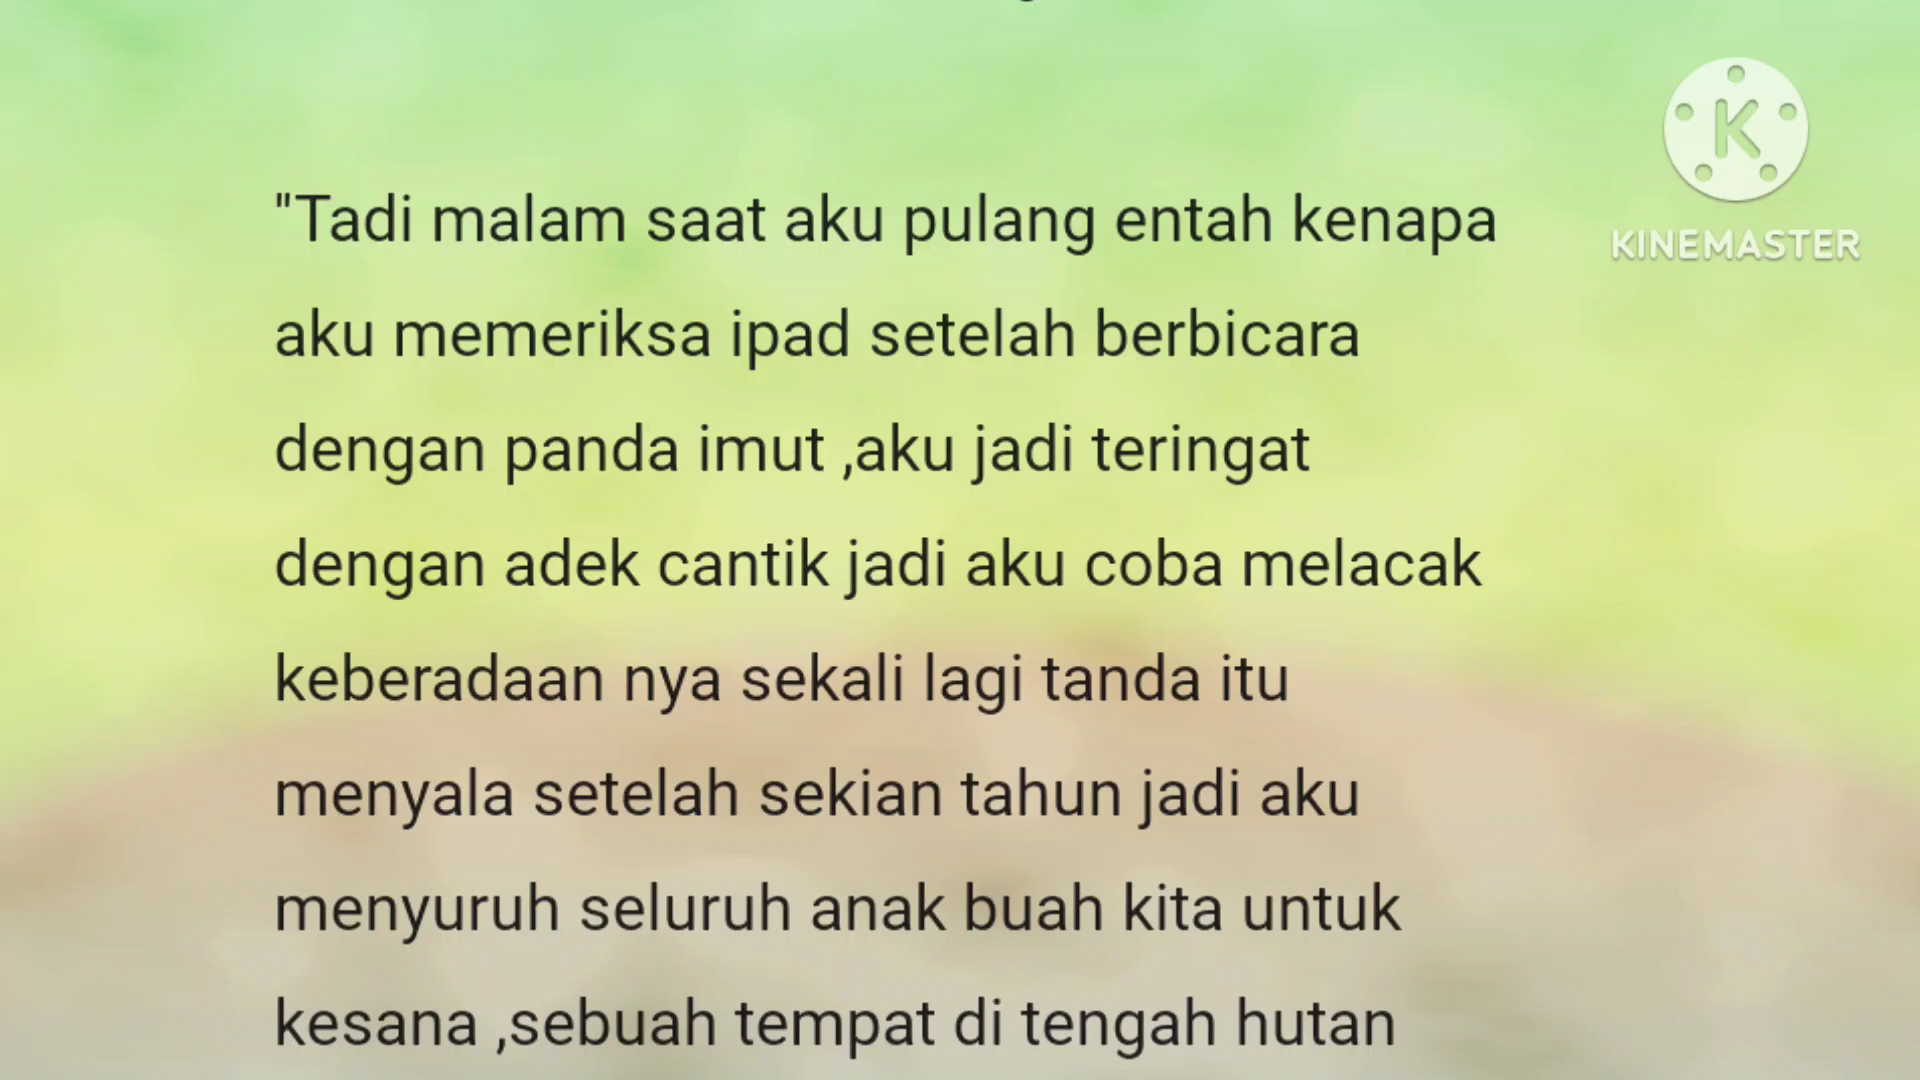 "Tadi malam saat aku pulang entah kenapa
aku memeriksa ipad setelah berbicara
dengan panda imut ,aku jadi teringat
dengan adek cantik jadi aku coba melacak
keberadaan nya sekali lagi tanda itu
menyala setelah sekian tahun jadi aku
menyuruh seluruh anak buah kita untuk
kesana ,sebuah tempat di tengah hutan
K
KINEMASTER